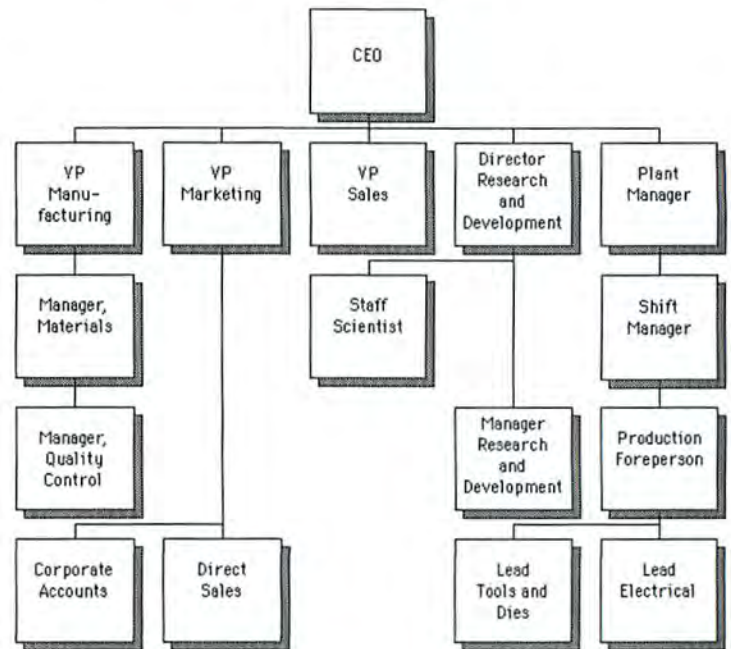 CEO
VP
Manu-
facturing
VP
Marketing
VP
Sales
Director
Research
and
Development
Plant
Manager
Manager,
Materials
Staff
Scientist
Shift
Manager
Manager,
Quality
Control
Manager
Research
and
Development
Production
Foreperson
Corporate
Accounts
Direct
Sales
Lead
Tools and
Dies
Lead
Electrical